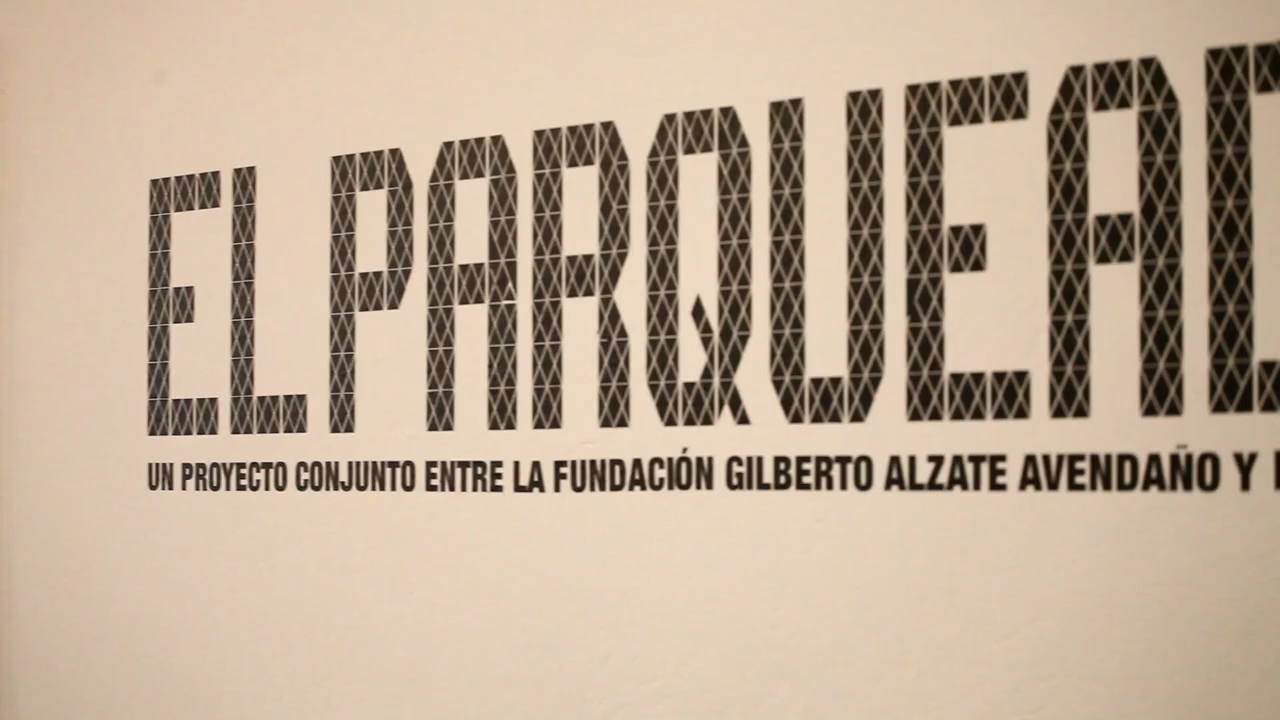 EL PARQUEAD
UN PROYECTO CONJUNTO ENTRE LA FUNDACIÓN GILBERTO ALZATE AVENDAÑO Y